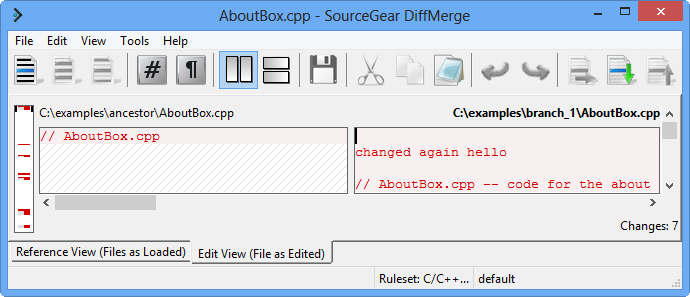 AboutBox.cpp - SourceGear DiffMerge
File Edit View Tools Help
# ¶
C:\examples\ancestor\AboutBox.cpp
C:\examples\branch_1\AboutBox.cpp
// AboutBox.cpp
changed again hello
// AboutBox.cpp -- code for the about
Changes: 7
Reference View (Files as Loaded) Edit View (File as Edited)
Ruleset: C/C++... default